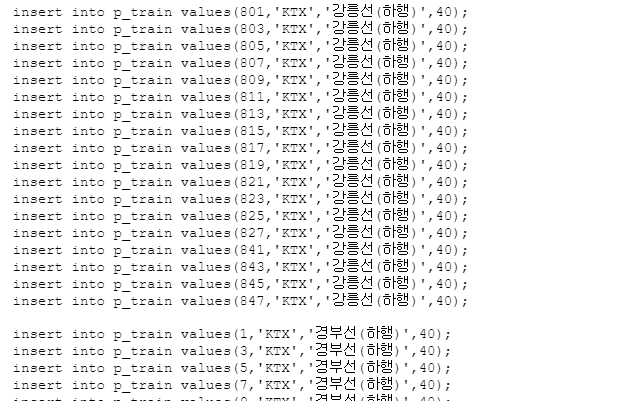 insert into p_train values(801,'KTX','강릉선(하행)',40);
insert into p_train values(803,'KTX','강릉선(하행)',40);
insert into p_train values(805,'KTX','강릉선(하행)',40);
insert into p_train values(807,'KTX','강릉선(하행)',40);
insert into p_train values(809,'KTX','강릉선(하행)',40);
insert into p_train values(811,'KTX','강릉선(하행)',40);
insert into p_train values(813,'KTX','강릉선(하행)',40);
insert into p_train values(815,'KTX','강릉선(하행)',40);
insert into p_train values(817,'KTX','강릉선(하행)',40);
insert into p_train values(819,'KTX','강릉선(하행)',40);
insert into p_train values(821,'KTX','강릉선(하행)',40);
insert into p_train values(823,'KTX','강릉선(하행)',40);
insert into p_train values(825,'KTX','강릉선(하행)',40);
insert into p_train values(827,'KTX','강릉선(하행)',40);
insert into p_train values(841,'KTX','강릉선(하행)',40);
insert into p_train values(843,'KTX','강릉선(하행)',40);
insert into p_train values(845,'KTX','강릉선(하행)',40);
insert into p_train values(847,'KTX','강릉선(하행)',40);
insert into p_train values(1,'KTX','경부선(하행)',40);
insert into p_train values(3,'KTX','경부선(하행)',40);
insert into p_train values(5,'KTX','경부선(하행)',40);
insert into p_train values(7,'KTX','경부선(하행)',40);